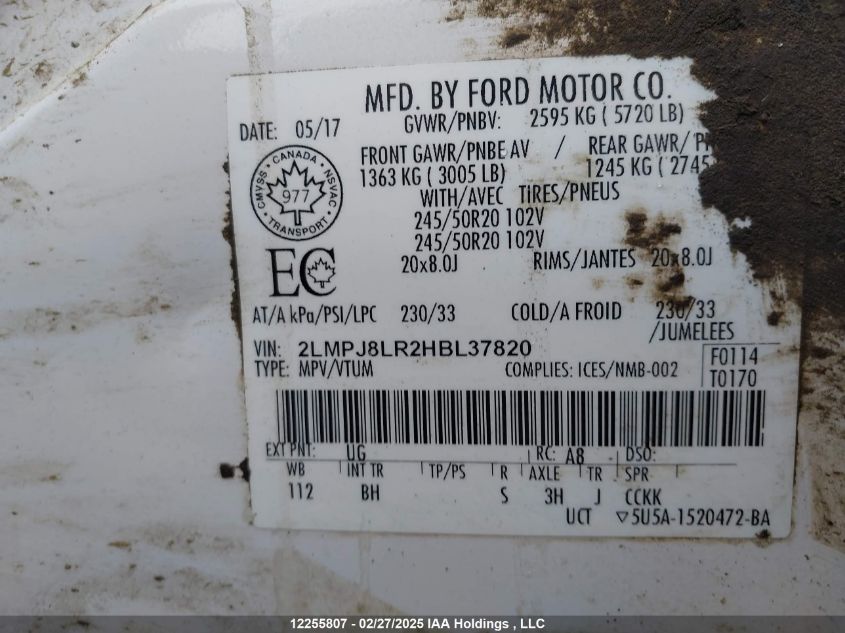 MFD. BY FORD MOTOR CO.
DATE: 05/17
GVWR/PNBV: 2595 KG ( 5720 LB)
FRONT GAWR/PNBE AV / REAR GAWR/
1363 KG ( 3005 LB) 1245 KG ( 2745
WITH/AVEC TIRES/PNEUS
245/50R20 102V
245/50R20 102V
20x8.0J RIMS/JANTES 20x8.0J
CANADA
CMVSS NSVAC
977
TRANSPORT
EC
AT/A kPa/PSI/LPC 230/33 COLD/A FROID 230/33
/JUMELEES
VIN: 2LMPJ8LR2HBL37820
TYPE: MPV/VTUM COMPLIES: ICES/NMB-002
F0114
T0170
EXT PNT: UG RC: A8 DSO:
WB INT TR TP/PS R AXLE TR SPR
112 BH S 3H J CCKK
UCT ▽5U5A-1520472-BA
12255807 - 02/27/2025 IAA Holdings , LLC